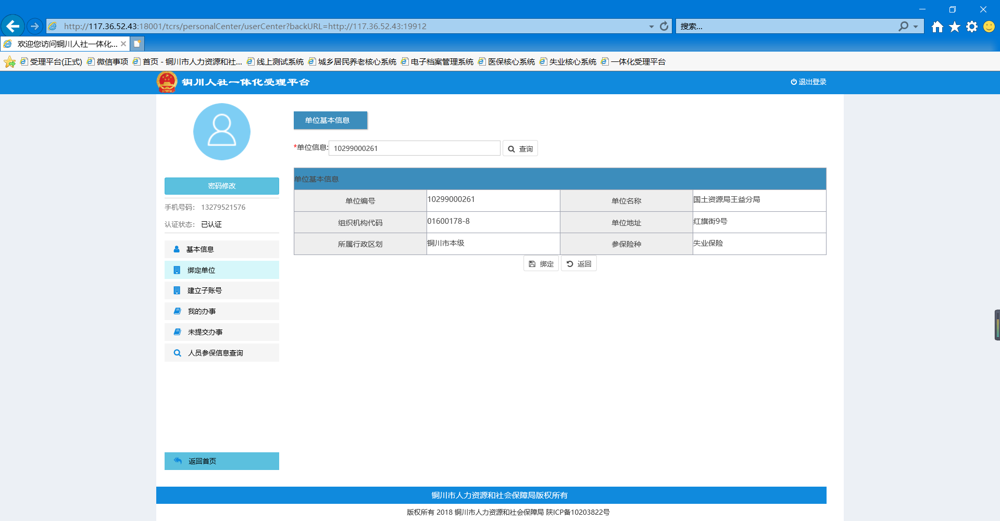 http://117.36.52.43:18001/tcrs/personalCenter/userCenter?backURL=http://117.36.52.43:19912
搜索...
欢迎您访问铜川人社一体化...
受理平台(正式) 微信事项 首页 - 铜川市人力资源和社... 线上测试系统 城乡居民养老核心系统 电子档案管理系统 医保核心系统 失业核心系统 一体化受理平台
铜川人社一体化受理平台
退出登录
密码修改
手机号码： 13279521576
认证状态： 已认证
基本信息
绑定单位
建立子账号
我的办事
未提交办事
人员参保信息查询
返回首页
单位基本信息
*单位信息: 10299000261 查询
单位基本信息
单位编号 10299000261 单位名称 国土资源局王益分局
组织机构代码 01600178-8 单位地址 红旗街9号
所属行政区划 铜川市本级 参保险种 失业保险
绑定 返回
铜川市人力资源和社会保障局版权所有
版权所有 2018 铜川市人力资源和社会保障局 陕ICP备10203822号